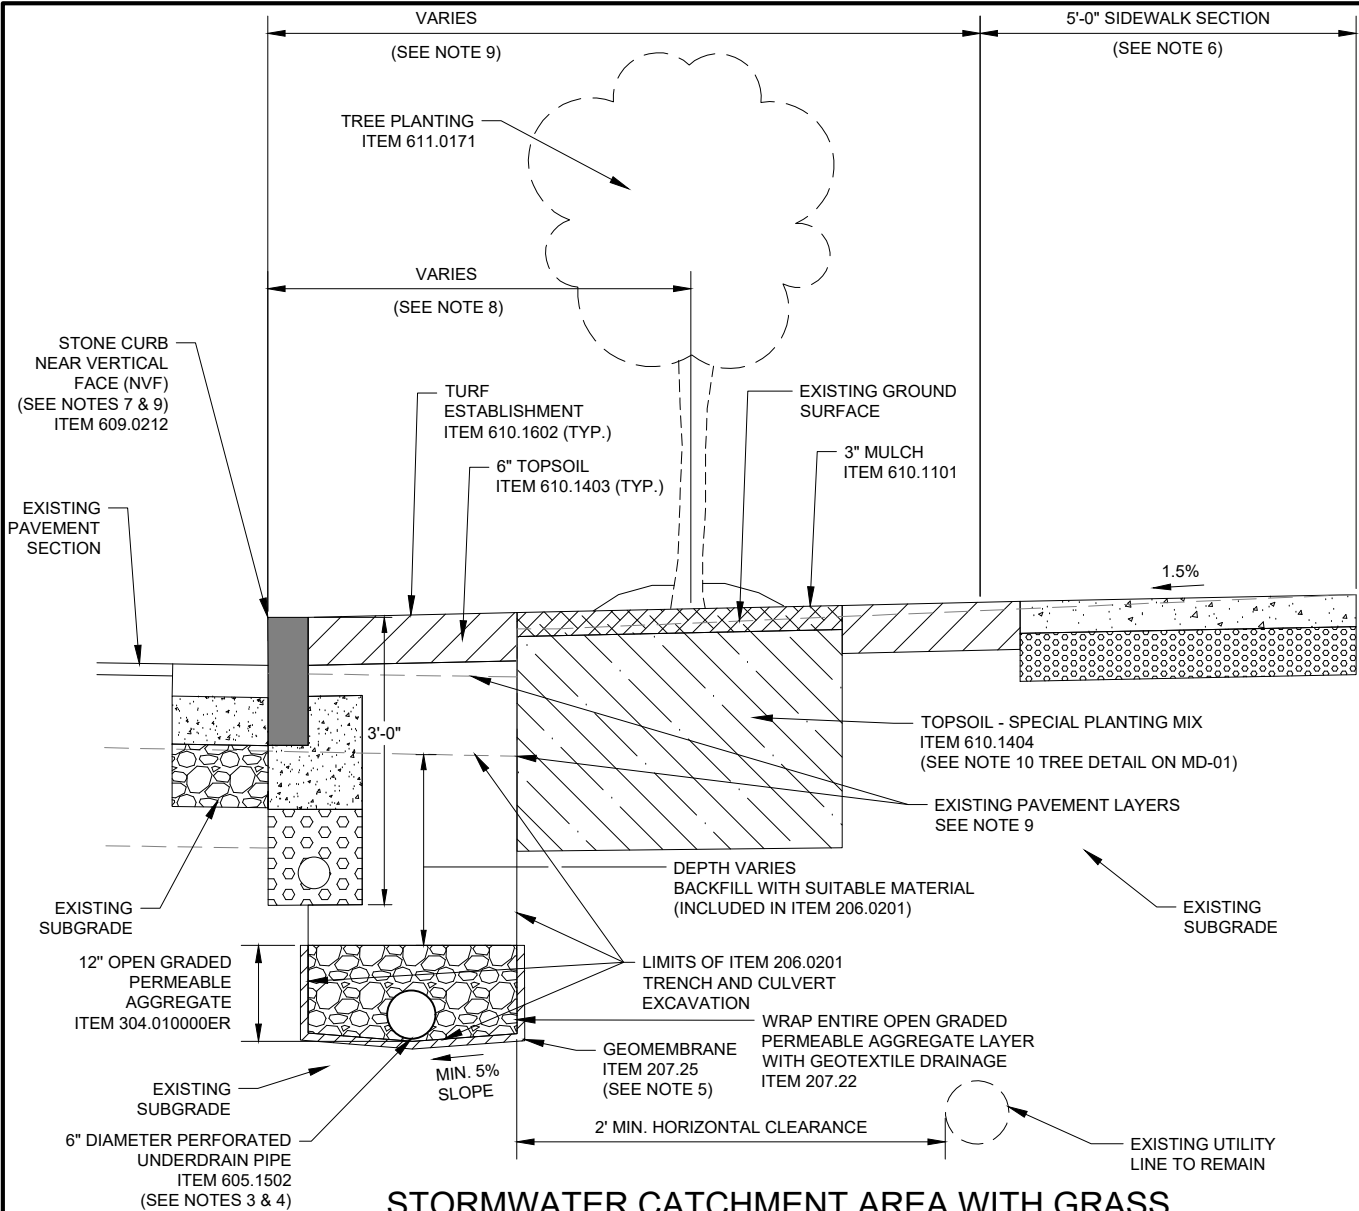 VARIES
(SEE NOTE 9)
5'-0" SIDEWALK SECTION
(SEE NOTE 6)
TREE PLANTING
ITEM 611.0171
VARIES
(SEE NOTE 8)
STONE CURB
NEAR VERTICAL
FACE (NVF)
(SEE NOTES 7 & 9)
ITEM 609.0212
TURF
ESTABLISHMENT
ITEM 610.1602 (TYP.)
EXISTING GROUND
SURFACE
6" TOPSOIL
ITEM 610.1403 (TYP.)
3" MULCH
ITEM 610.1101
EXISTING
PAVEMENT
SECTION
1.5%
3'-0"
TOPSOIL - SPECIAL PLANTING MIX
ITEM 610.1404
(SEE NOTE 10 TREE DETAIL ON MD-01)
EXISTING PAVEMENT LAYERS
SEE NOTE 9
DEPTH VARIES
BACKFILL WITH SUITABLE MATERIAL
(INCLUDED IN ITEM 206.0201)
EXISTING
SUBGRADE
EXISTING
SUBGRADE
12" OPEN GRADED
PERMEABLE
AGGREGATE
ITEM 304.010000ER
LIMITS OF ITEM 206.0201
TRENCH AND CULVERT
EXCAVATION
WRAP ENTIRE OPEN GRADED
PERMEABLE AGGREGATE LAYER
WITH GEOTEXTILE DRAINAGE
ITEM 207.22
GEOMEMBRANE
ITEM 207.25
(SEE NOTE 5)
MIN. 5%
SLOPE
EXISTING
SUBGRADE
2' MIN. HORIZONTAL CLEARANCE
6" DIAMETER PERFORATED
UNDERDRAIN PIPE
ITEM 605.1502
(SEE NOTES 3 & 4)
EXISTING UTILITY
LINE TO REMAIN
STORMWATER CATCHMENT AREA WITH GRASS